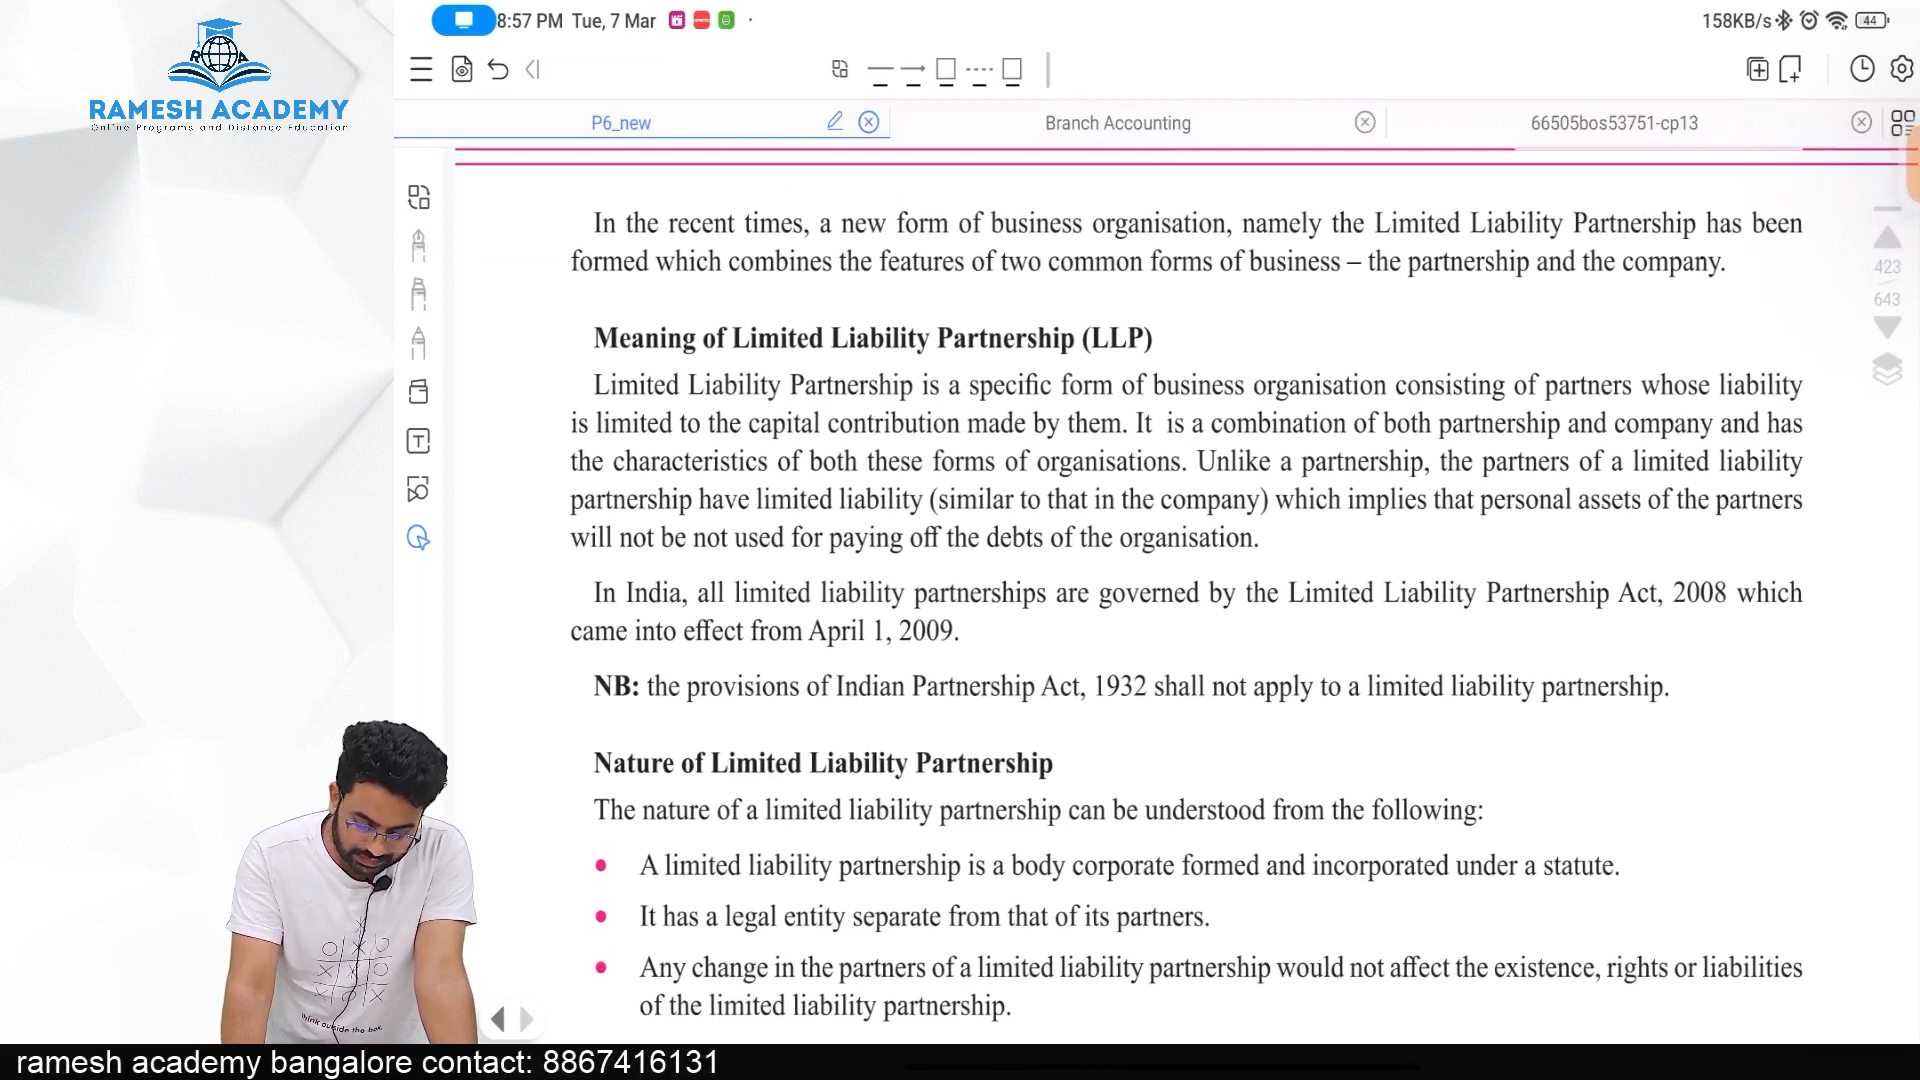 8:57 PM Tue, 7 Mar
158KB/s
44
RAMESH ACADEMY
Online Programs and Distance Education
P6_new
Branch Accounting
66505bos53751-cp13
In the recent times, a new form of business organisation, namely the Limited Liability Partnership has been
formed which combines the features of two common forms of business – the partnership and the company.
423
643
Meaning of Limited Liability Partnership (LLP)
Limited Liability Partnership is a specific form of business organisation consisting of partners whose liability
is limited to the capital contribution made by them. It is a combination of both partnership and company and has
the characteristics of both these forms of organisations. Unlike a partnership, the partners of a limited liability
partnership have limited liability (similar to that in the company) which implies that personal assets of the partners
will not be not used for paying off the debts of the organisation.
In India, all limited liability partnerships are governed by the Limited Liability Partnership Act, 2008 which
came into effect from April 1, 2009.
NB: the provisions of Indian Partnership Act, 1932 shall not apply to a limited liability partnership.
Nature of Limited Liability Partnership
The nature of a limited liability partnership can be understood from the following:
• A limited liability partnership is a body corporate formed and incorporated under a statute.
• It has a legal entity separate from that of its partners.
• Any change in the partners of a limited liability partnership would not affect the existence, rights or liabilities
of the limited liability partnership.
think outside the box.
ramesh academy bangalore contact: 8867416131